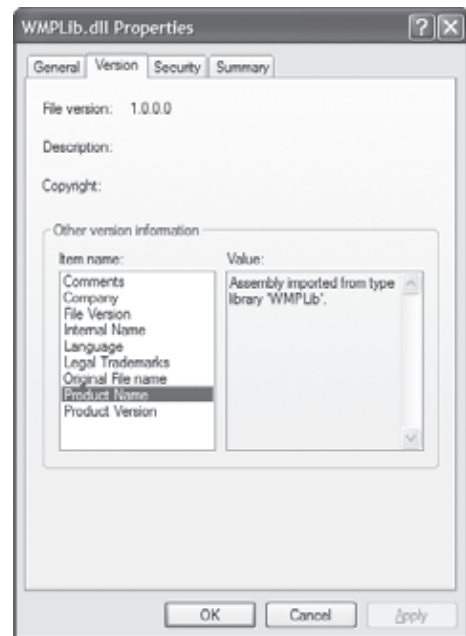 WMPLib.dll Properties
General Version Security Summary
File version: 1.0.0.0
Description:
Copyright:
Other version information
Item name:
Comments
Company
File Version
Internal Name
Language
Legal Trademarks
Original File name
Product Name
Product Version
Value:
Assembly imported from type
library 'WMPLib'.
OK Cancel Apply